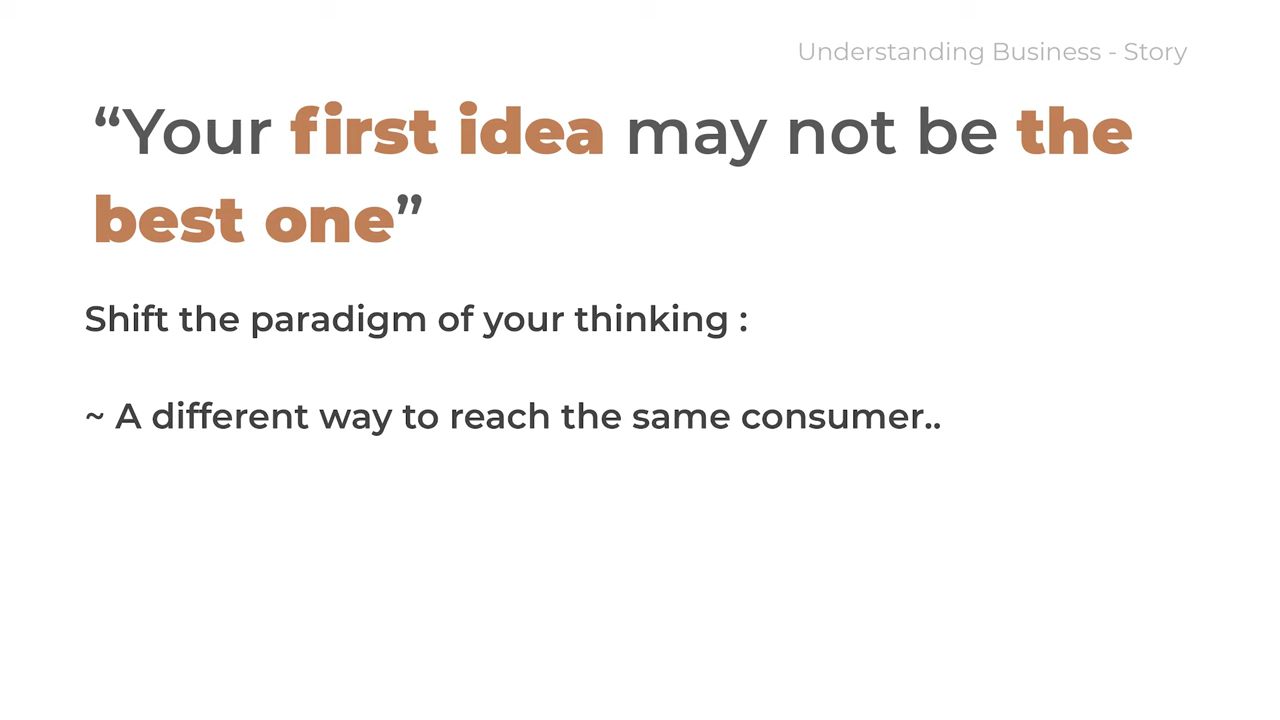 Understanding Business - Story
“Your first idea may not be the
best one”
Shift the paradigm of your thinking :
~ A different way to reach the same consumer..